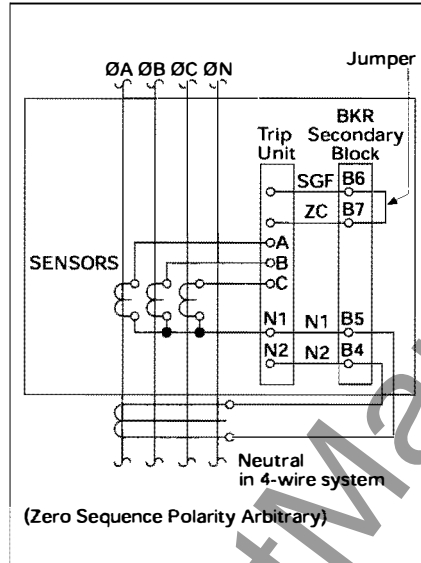 ØA ØB ØC ØN
Jumper
Trip
Unit
BKR
Secondary
Block
SGF B6
ZC B7
A
B
C
SENSORS
N1 N1 B5
N2 N2 B4
Neutral
in 4-wire system
(Zero Sequence Polarity Arbitrary)